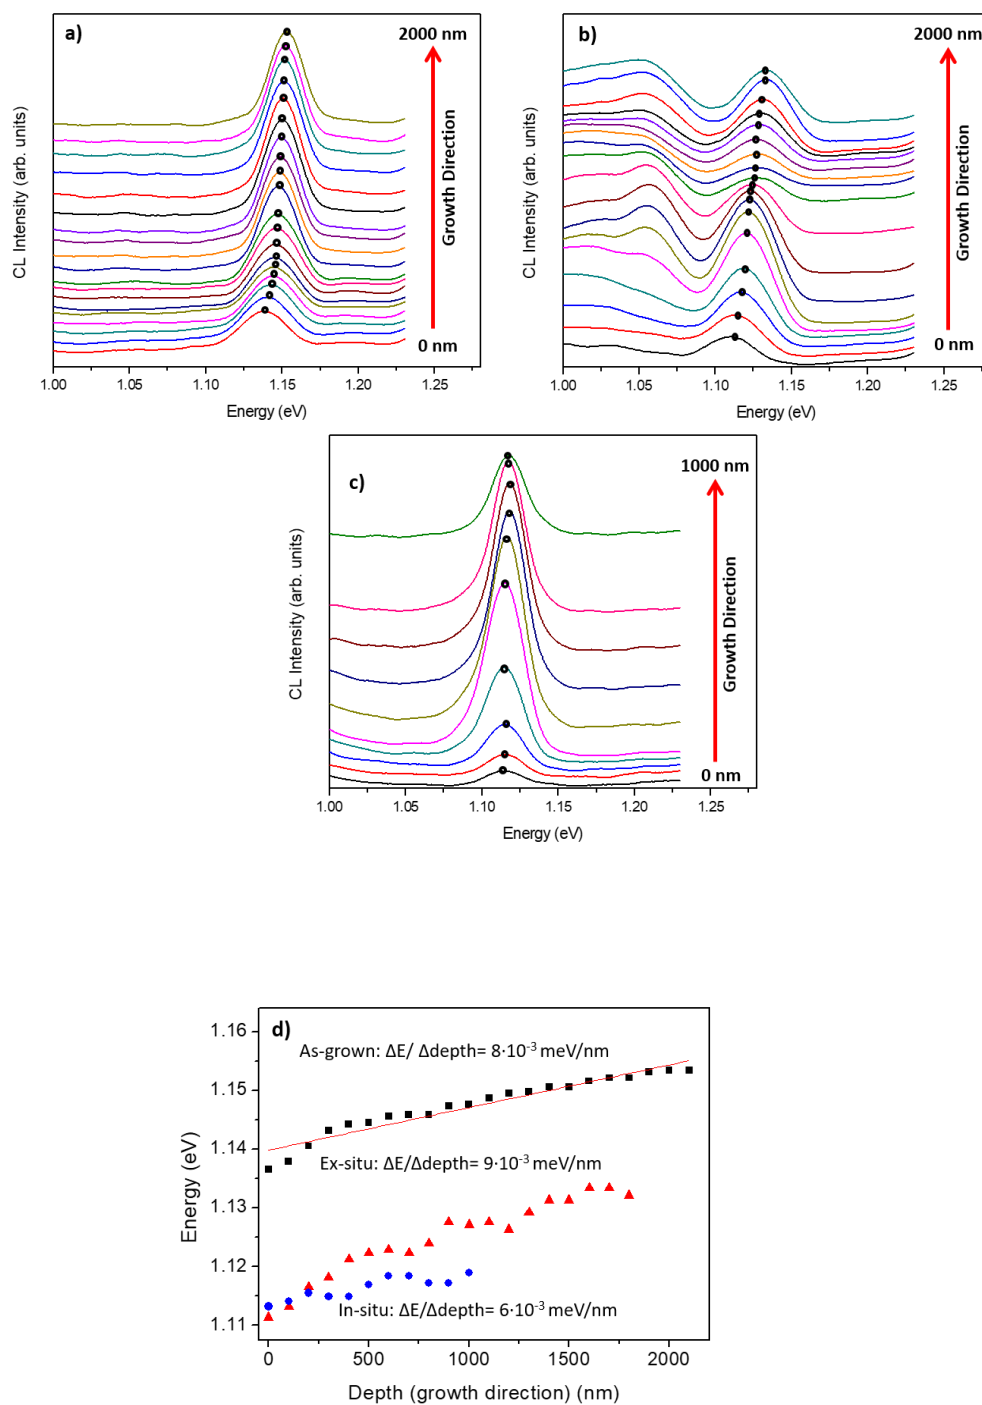 a)
2000 nm
Growth Direction
0 nm
CL Intensity (arb. units)
1.00 1.05 1.10 1.15 1.20 1.25
Energy (eV)
b)
2000 nm
Growth Direction
0 nm
CL Intensity (arb. units)
1.00 1.05 1.10 1.15 1.20 1.25
Energy (eV)
c)
1000 nm
Growth Direction
0 nm
CL Intensity (arb. units)
1.00 1.05 1.10 1.15 1.20 1.25
Energy (eV)
d)
1.16
1.15
1.14
1.13
1.12
1.11
Energy (eV)
As-grown: ΔE/ Δdepth= 8·10⁻³ meV/nm
Ex-situ: ΔE/Δdepth= 9·10⁻³ meV/nm
In-situ: ΔE/Δdepth= 6·10⁻³ meV/nm
0 500 1000 1500 2000
Depth (growth direction) (nm)